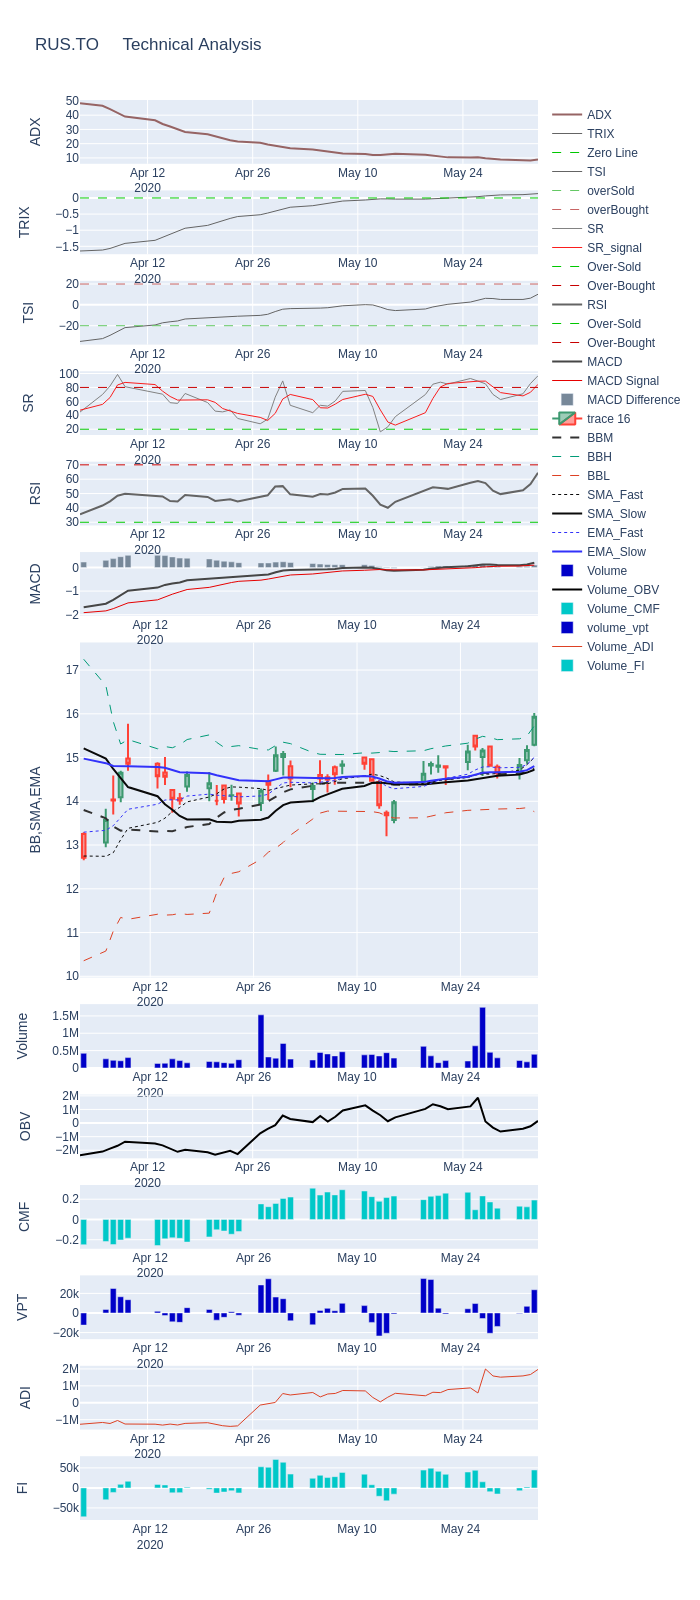 RUS.TO Technical Analysis
ADX
50
40
30
20
10
Apr 12
2020
Apr 26
May 10
May 24
TRIX
0
−0.5
−1
−1.5
Apr 12
2020
Apr 26
May 10
May 24
TSI
20
0
−20
Apr 12
2020
Apr 26
May 10
May 24
SR
100
80
60
40
20
Apr 12
2020
Apr 26
May 10
May 24
RSI
70
60
50
40
30
Apr 12
2020
Apr 26
May 10
May 24
MACD
0
−1
−2
Apr 12
2020
Apr 26
May 10
May 24
BB,SMA,EMA
17
16
15
14
13
12
11
10
Apr 12
2020
Apr 26
May 10
May 24
Volume
1.5M
1M
0.5M
0
Apr 12
2020
Apr 26
May 10
May 24
OBV
2M
1M
0
−1M
−2M
Apr 12
2020
Apr 26
May 10
May 24
CMF
0.2
0
−0.2
Apr 12
2020
Apr 26
May 10
May 24
VPT
20k
0
−20k
Apr 12
2020
Apr 26
May 10
May 24
ADI
2M
1M
0
−1M
Apr 12
2020
Apr 26
May 10
May 24
FI
50k
0
−50k
Apr 12
2020
Apr 26
May 10
May 24
ADX
TRIX
Zero Line
TSI
overSold
overBought
SR
SR_signal
Over-Sold
Over-Bought
RSI
Over-Sold
Over-Bought
MACD
MACD Signal
MACD Difference
trace 16
BBM
BBH
BBL
SMA_Fast
SMA_Slow
EMA_Fast
EMA_Slow
Volume
Volume_OBV
Volume_CMF
volume_vpt
Volume_ADI
Volume_FI